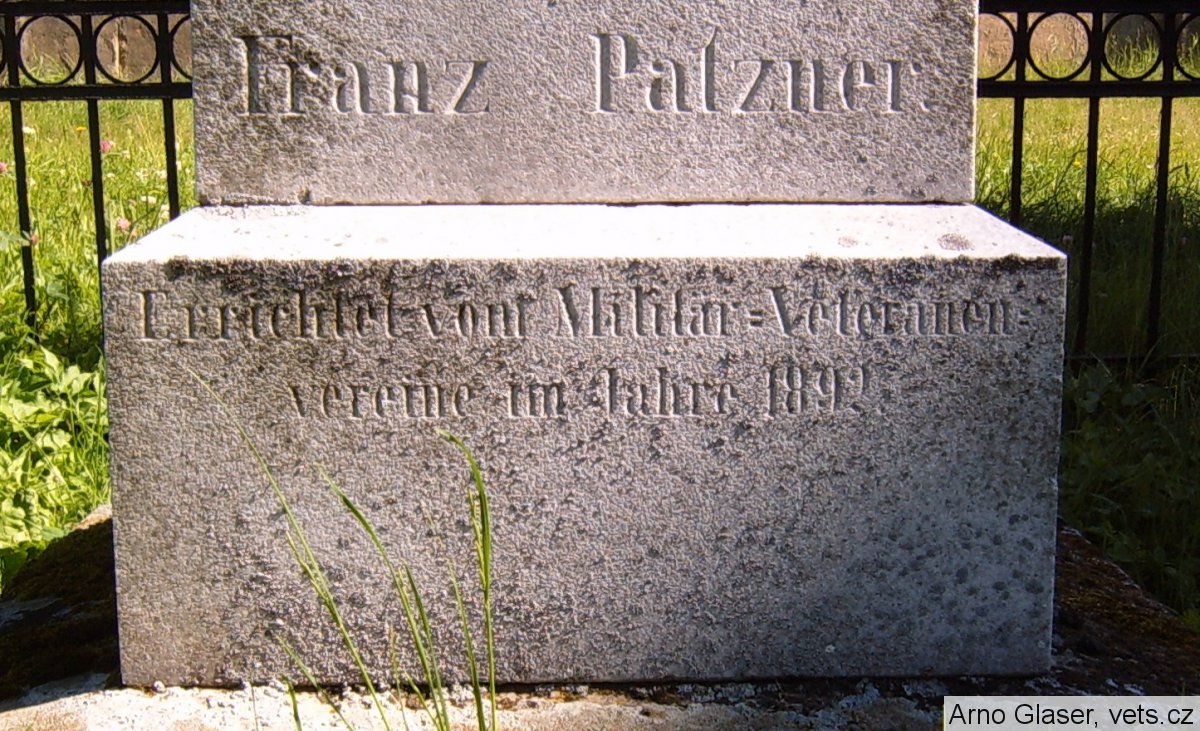 Franz Patzner.
Errichtet vom Militär=Veteranen=
vereine im Jahre 1892.
Arno Glaser, vets.cz